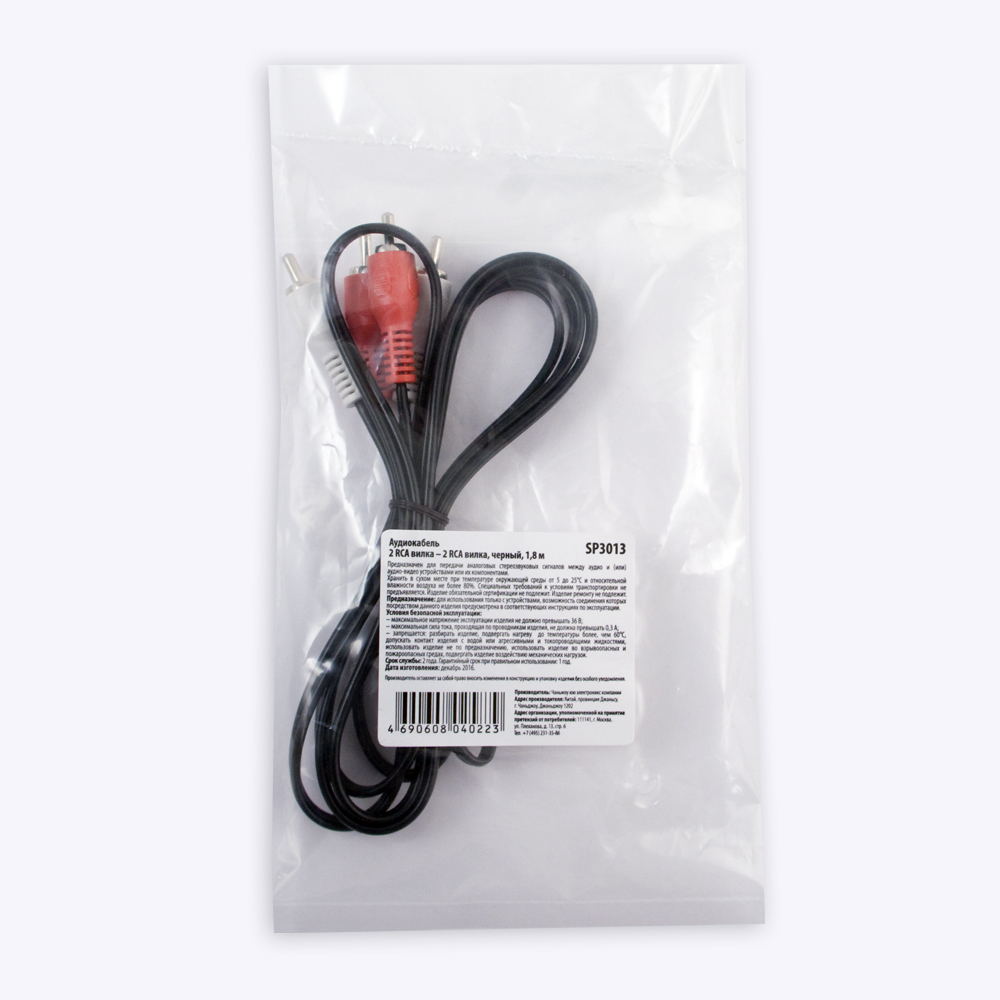 Аудиокабель
2 RCA вилка – 2 RCA вилка, черный, 1,8 м
SP3013
Предназначен для передачи аналоговых стереозвуковых сигналов между аудио и (или)
аудио-видео устройствами или их компонентами.
Хранить в сухом месте при температуре окружающей среды от 5 до 25℃ и относительной
влажности воздуха не более 80%. Специальных требований к условиям транспортировки не
предъявляется. Изделие обязательной сертификации не подлежит. Изделие ремонту не подлежит.
Предназначение: для использования только с устройствами, возможность соединения которых
посредством данного изделия предусмотрена в соответствующих инструкциях по эксплуатации.
Условия безопасной эксплуатации:
– максимальное напряжение эксплуатации изделия не должно превышать 36 В;
– максимальная сила тока, проходящая по проводникам изделия, не должна превышать 0,3 А;
– запрещается: разбирать изделие, подвергать нагреву до температуры более, чем 60℃,
допускать контакт изделия с водой или агрессивными и токопроводящими жидкостями,
использовать изделие не по предназначению, использовать изделие во взрывоопасных и
пожароопасных средах, подвергать изделие воздействию механических нагрузок.
Срок службы: 2 года. Гарантийный срок при правильном использовании: 1 год.
Дата изготовления: декабрь 2016.
Производитель оставляет за собой право вносить изменения в конструкцию и упаковку изделия без особого уведомления.
Производитель: Чаньчжоу юю электроникс компании
Адрес производителя: Китай, провинция Джаньсу,
г. Чаньджоу, Джаньджоу 1202
Адрес организации, уполномоченной на принятие
претензий от потребителей: 111141, г. Москва,
ул. Плеханова, д. 13, стр. 6
Тел. +7 (495) 231-35-84
4 690608 040223